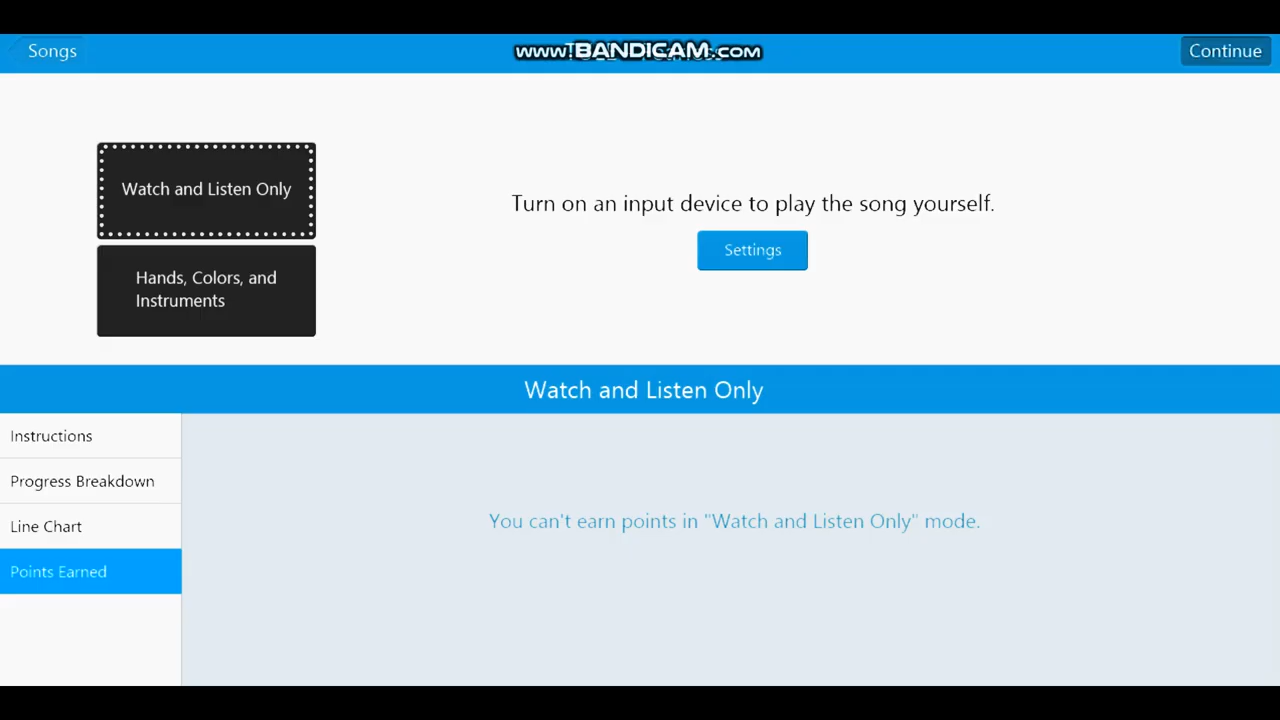 Songs
www.BANDICAM.com
Continue
Watch and Listen Only
Hands, Colors, and
Instruments
Turn on an input device to play the song yourself.
Settings
Watch and Listen Only
Instructions
Progress Breakdown
Line Chart
Points Earned
You can't earn points in "Watch and Listen Only" mode.